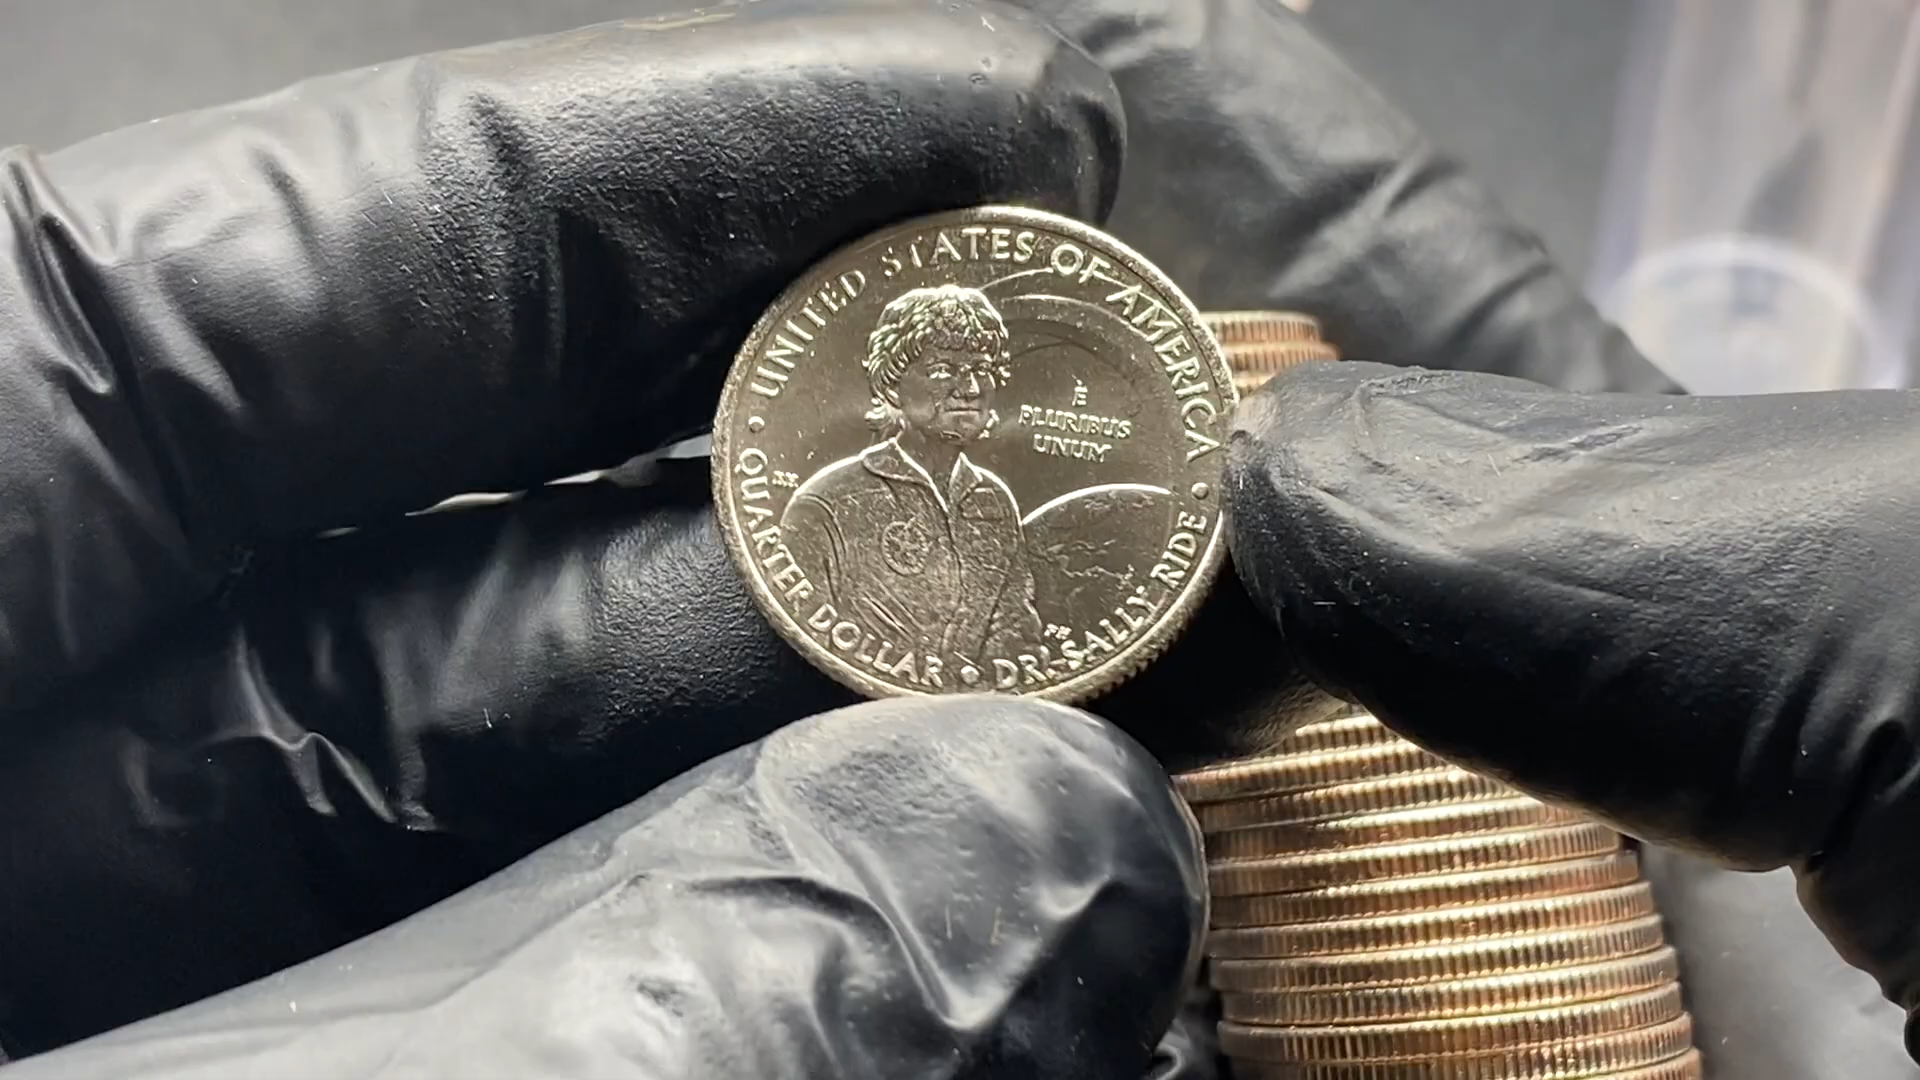 UNITED STATES OF AMERICA
E
PLURIBUS
UNUM
QUARTER DOLLAR • DR. SALLY RIDE •